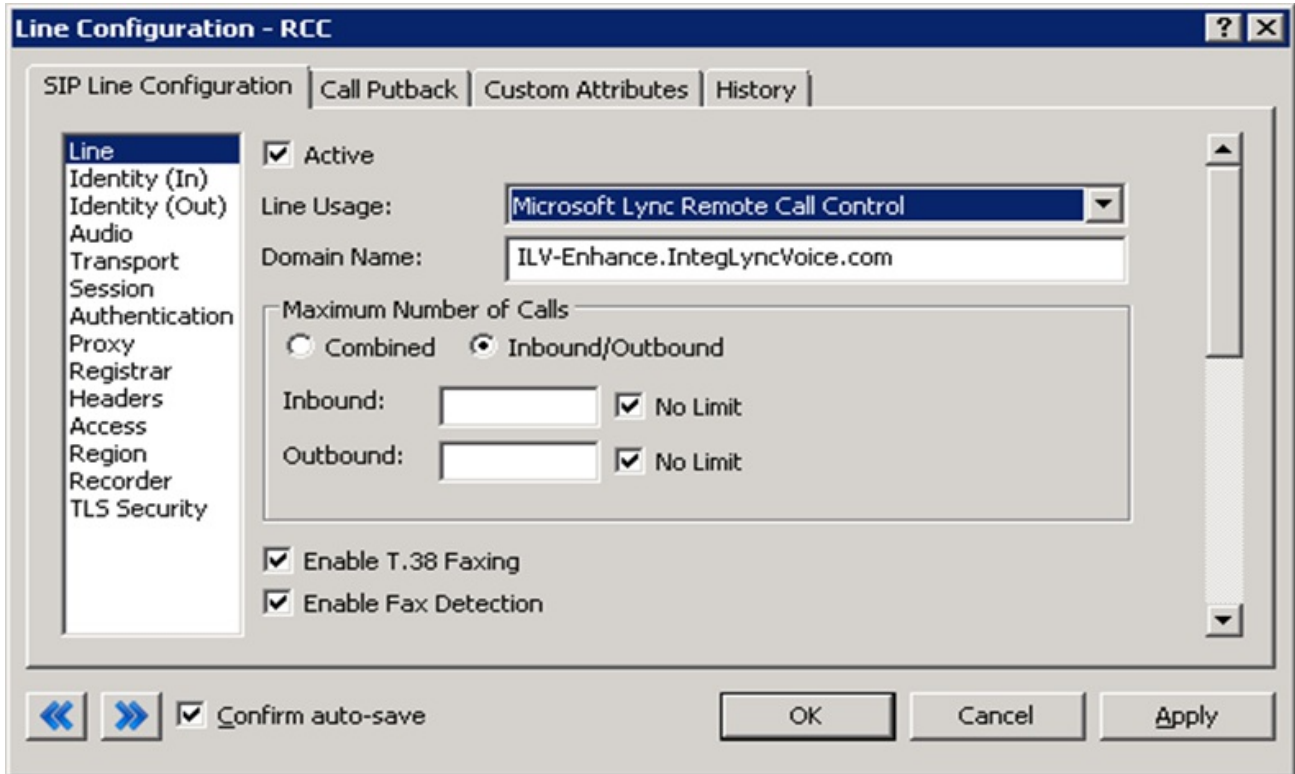 Line Configuration - RCC
SIP Line Configuration
Call Putback
Custom Attributes
History
Line
Identity (In)
Identity (Out)
Audio
Transport
Session
Authentication
Proxy
Registrar
Headers
Access
Region
Recorder
TLS Security
Active
Line Usage:
Microsoft Lync Remote Call Control
Domain Name:
ILV-Enhance.IntegLyncVoice.com
Maximum Number of Calls
Combined
Inbound/Outbound
Inbound:
No Limit
Outbound:
No Limit
Enable T.38 Faxing
Enable Fax Detection
Confirm auto-save
OK
Cancel
Apply